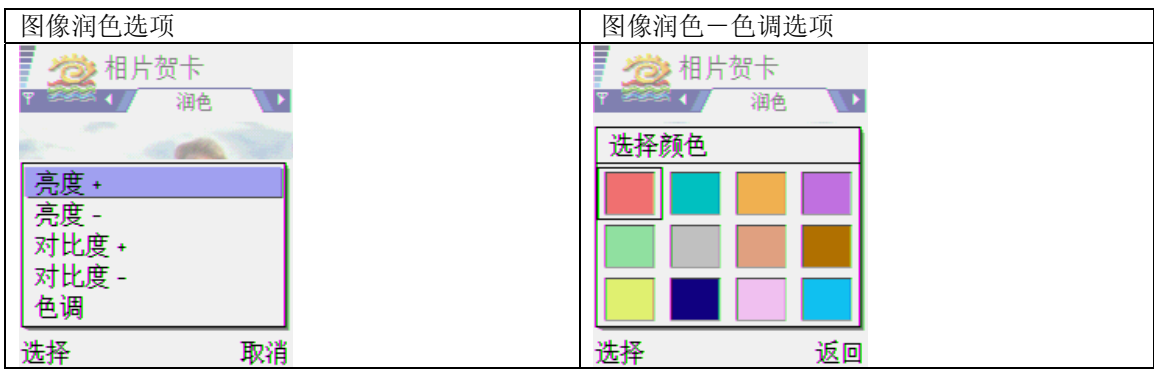 图像润色选项
图像润色－色调选项
相片贺卡
润色
亮度 +
亮度 -
对比度 +
对比度 -
色调
选择 取消
相片贺卡
润色
选择颜色
选择 返回